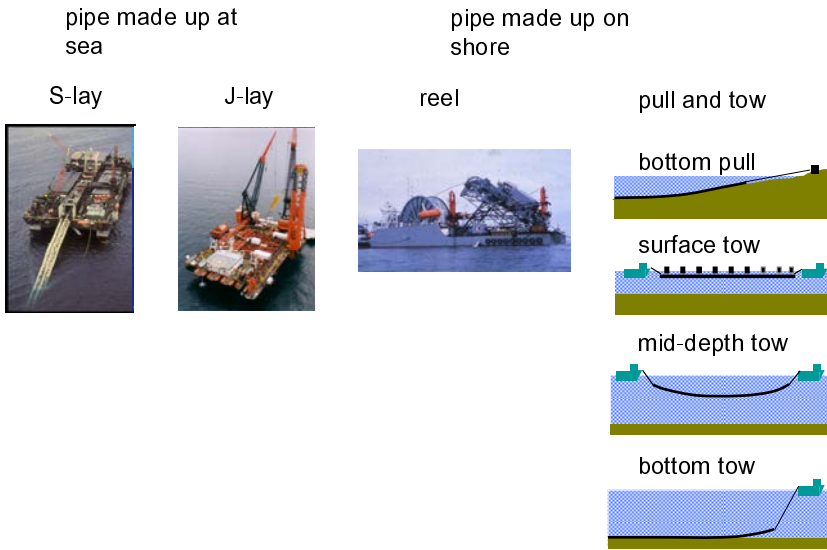 pipe made up at
sea
pipe made up on
shore
S-lay
J-lay
reel
pull and tow
bottom pull
surface tow
mid-depth tow
bottom tow